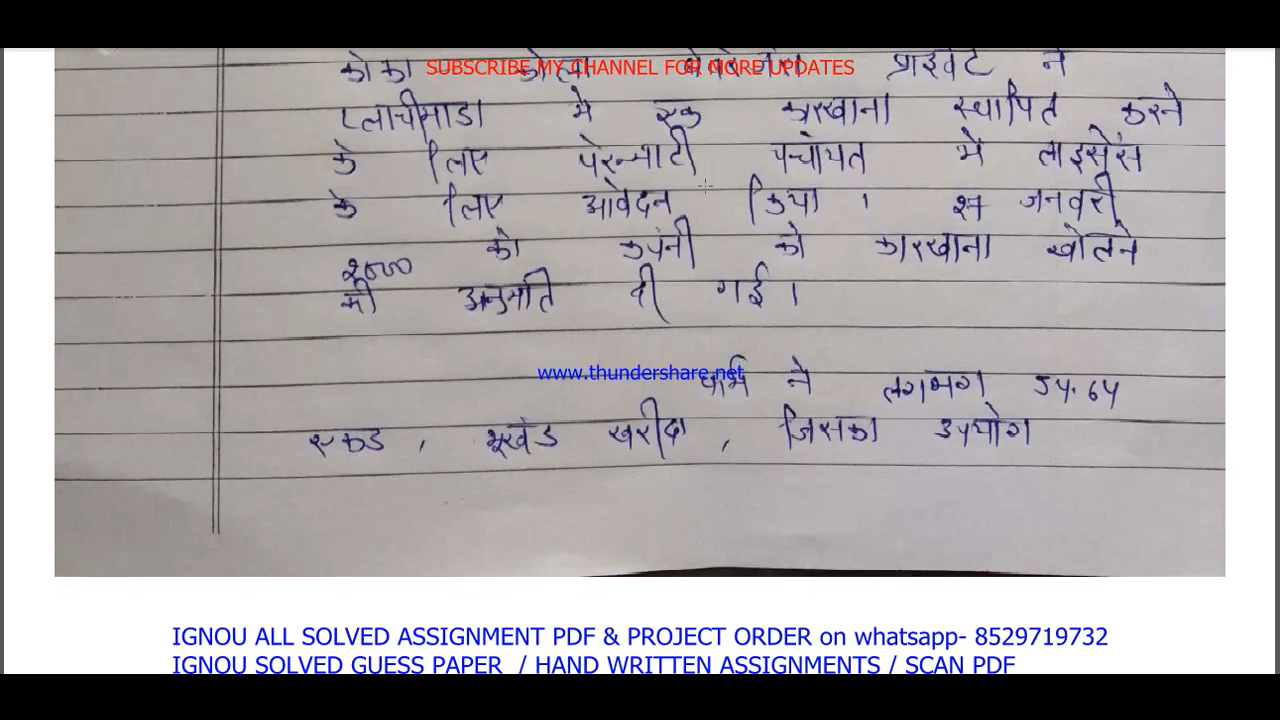 कोका कोला प्राइवेट ने
SUBSCRIBE MY CHANNEL FOR MORE UPDATES
प्लाचीमाडा में एक कारखाना स्थापित करने
के लिए पंचायत में लाइसेंस
के लिए आवेदन किया । जनवरी
2000 को कंपनी को कारखाना खोलने
की अनुमति दी गई ।
www.thundershare.net
ने लगभग 54.64
एकड , भूखंड खरीदा , जिसका उपयोग
IGNOU ALL SOLVED ASSIGNMENT PDF & PROJECT ORDER on whatsapp- 8529719732
IGNOU SOLVED GUESS PAPER / HAND WRITTEN ASSIGNMENTS / SCAN PDF